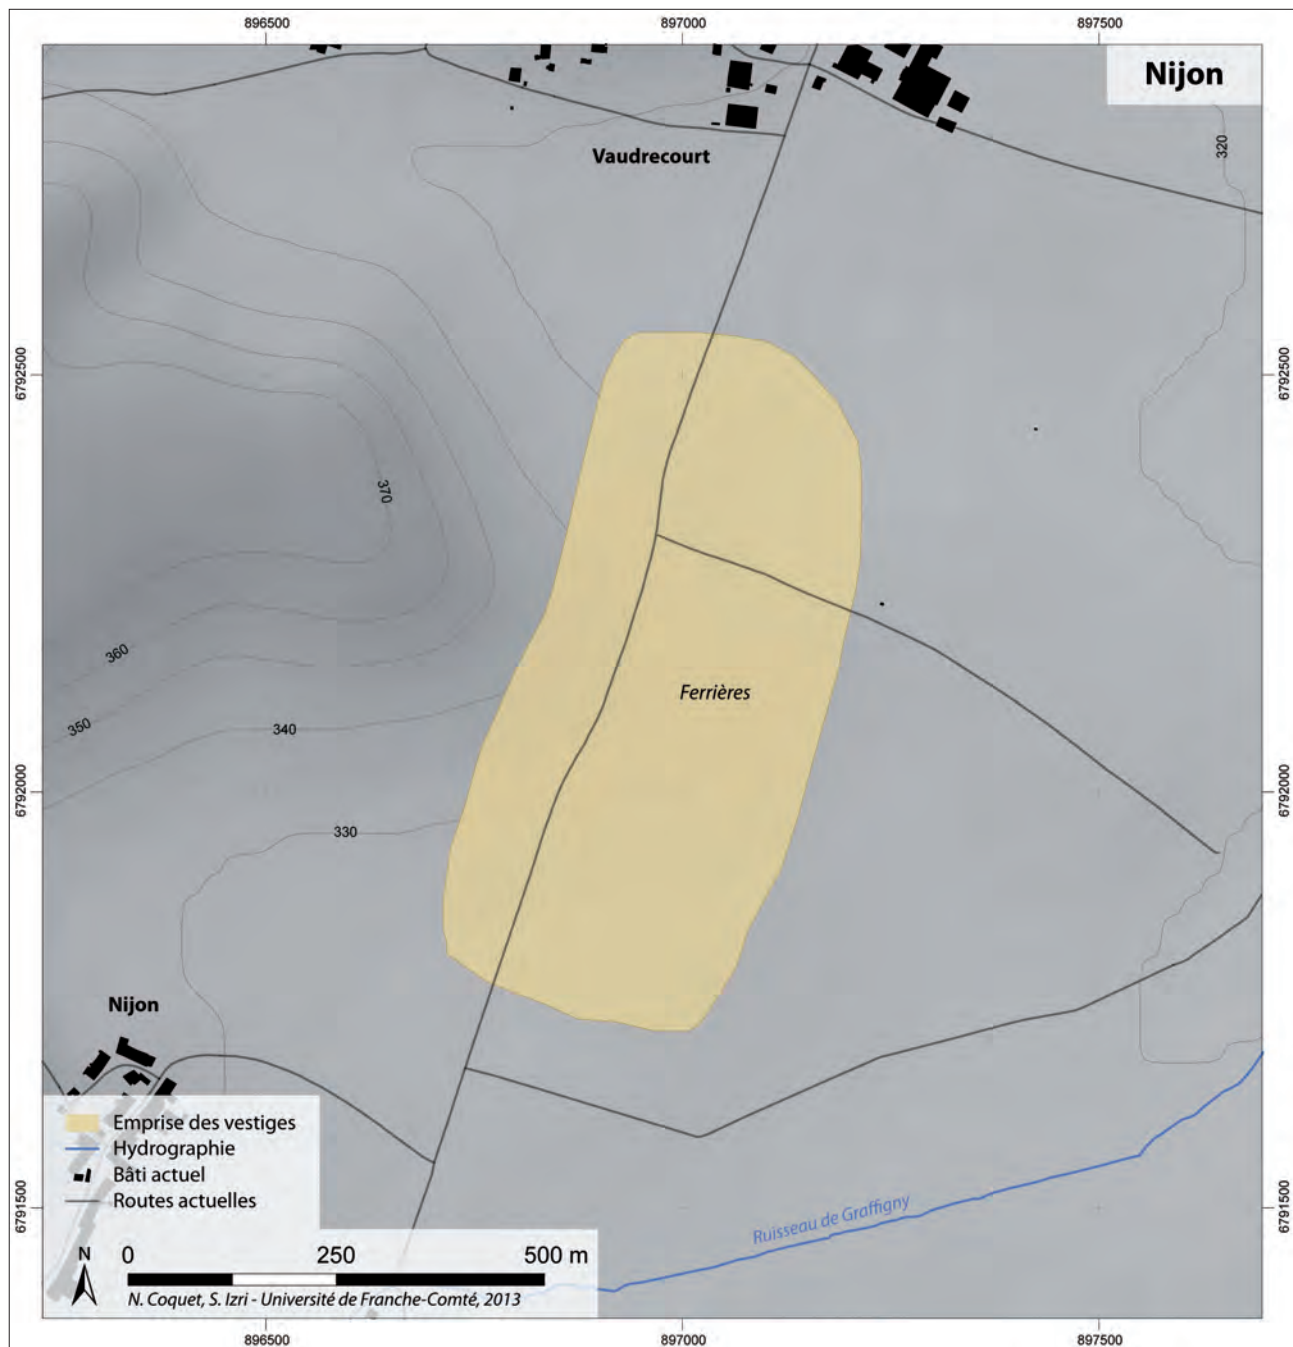 896500
897000
897500
Nijon
320
Vaudrecourt
6792500
6792500
370
360
Ferrières
350
340
6792000
6792000
330
Nijon
Emprise des vestiges
Hydrographie
Bâti actuel
Routes actuelles
6791500
6791500
Ruisseau de Graffigny
N
0 250 500 m
N. Coquet, S. Izri - Université de Franche-Comté, 2013
896500
897000
897500